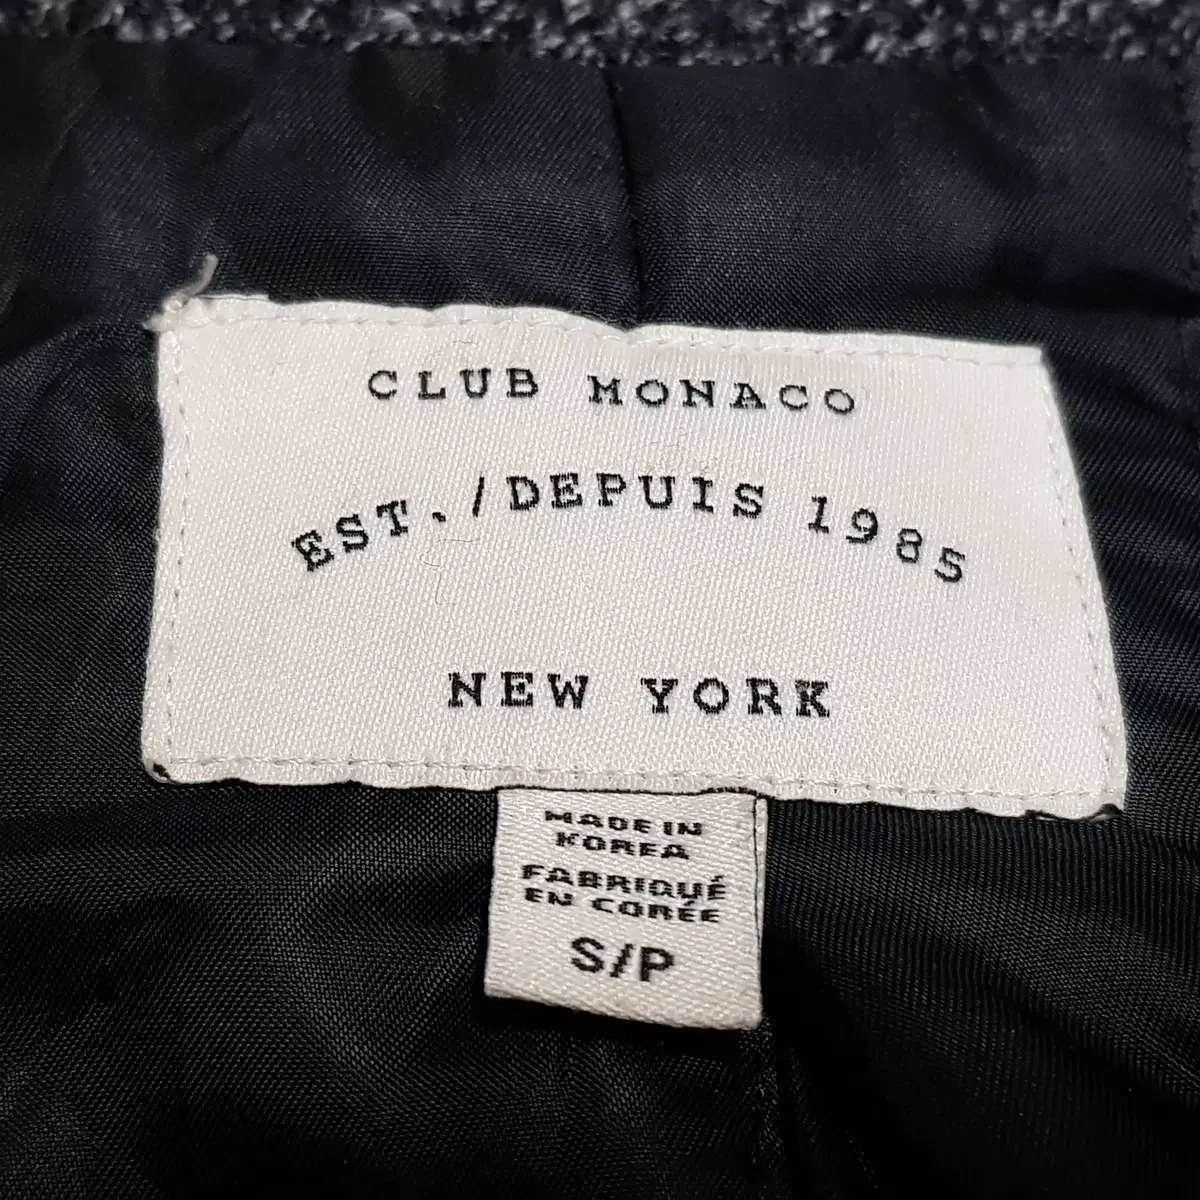 CLUB MONACO
EST./DEPUIS 1985
NEW YORK
MADE IN
KOREA
FABRIQUÉ
EN CORÉE
S/P